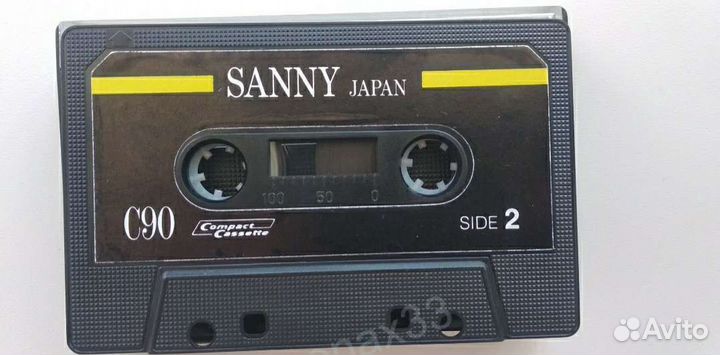 SANNY JAPAN
100 50 0
C90 Compact Cassette SIDE 2
Avito